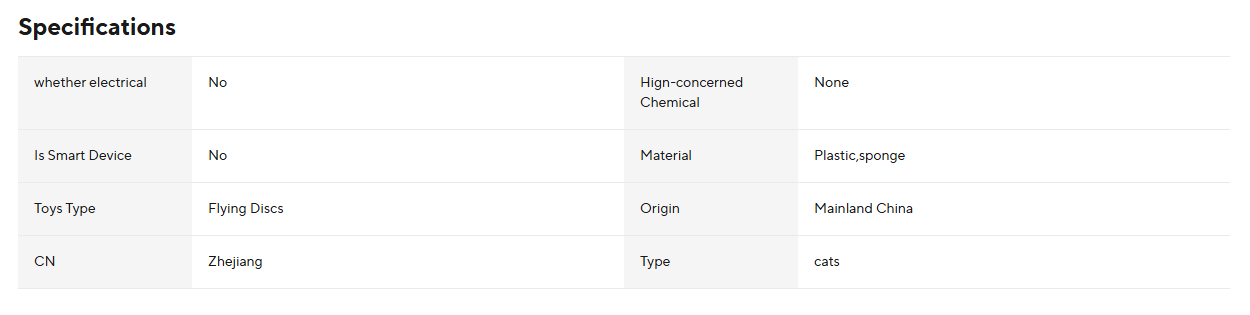 Specifications
whether electrical No Hign-concerned
Chemical None
Is Smart Device No Material Plastic,sponge
Toys Type Flying Discs Origin Mainland China
CN Zhejiang Type cats